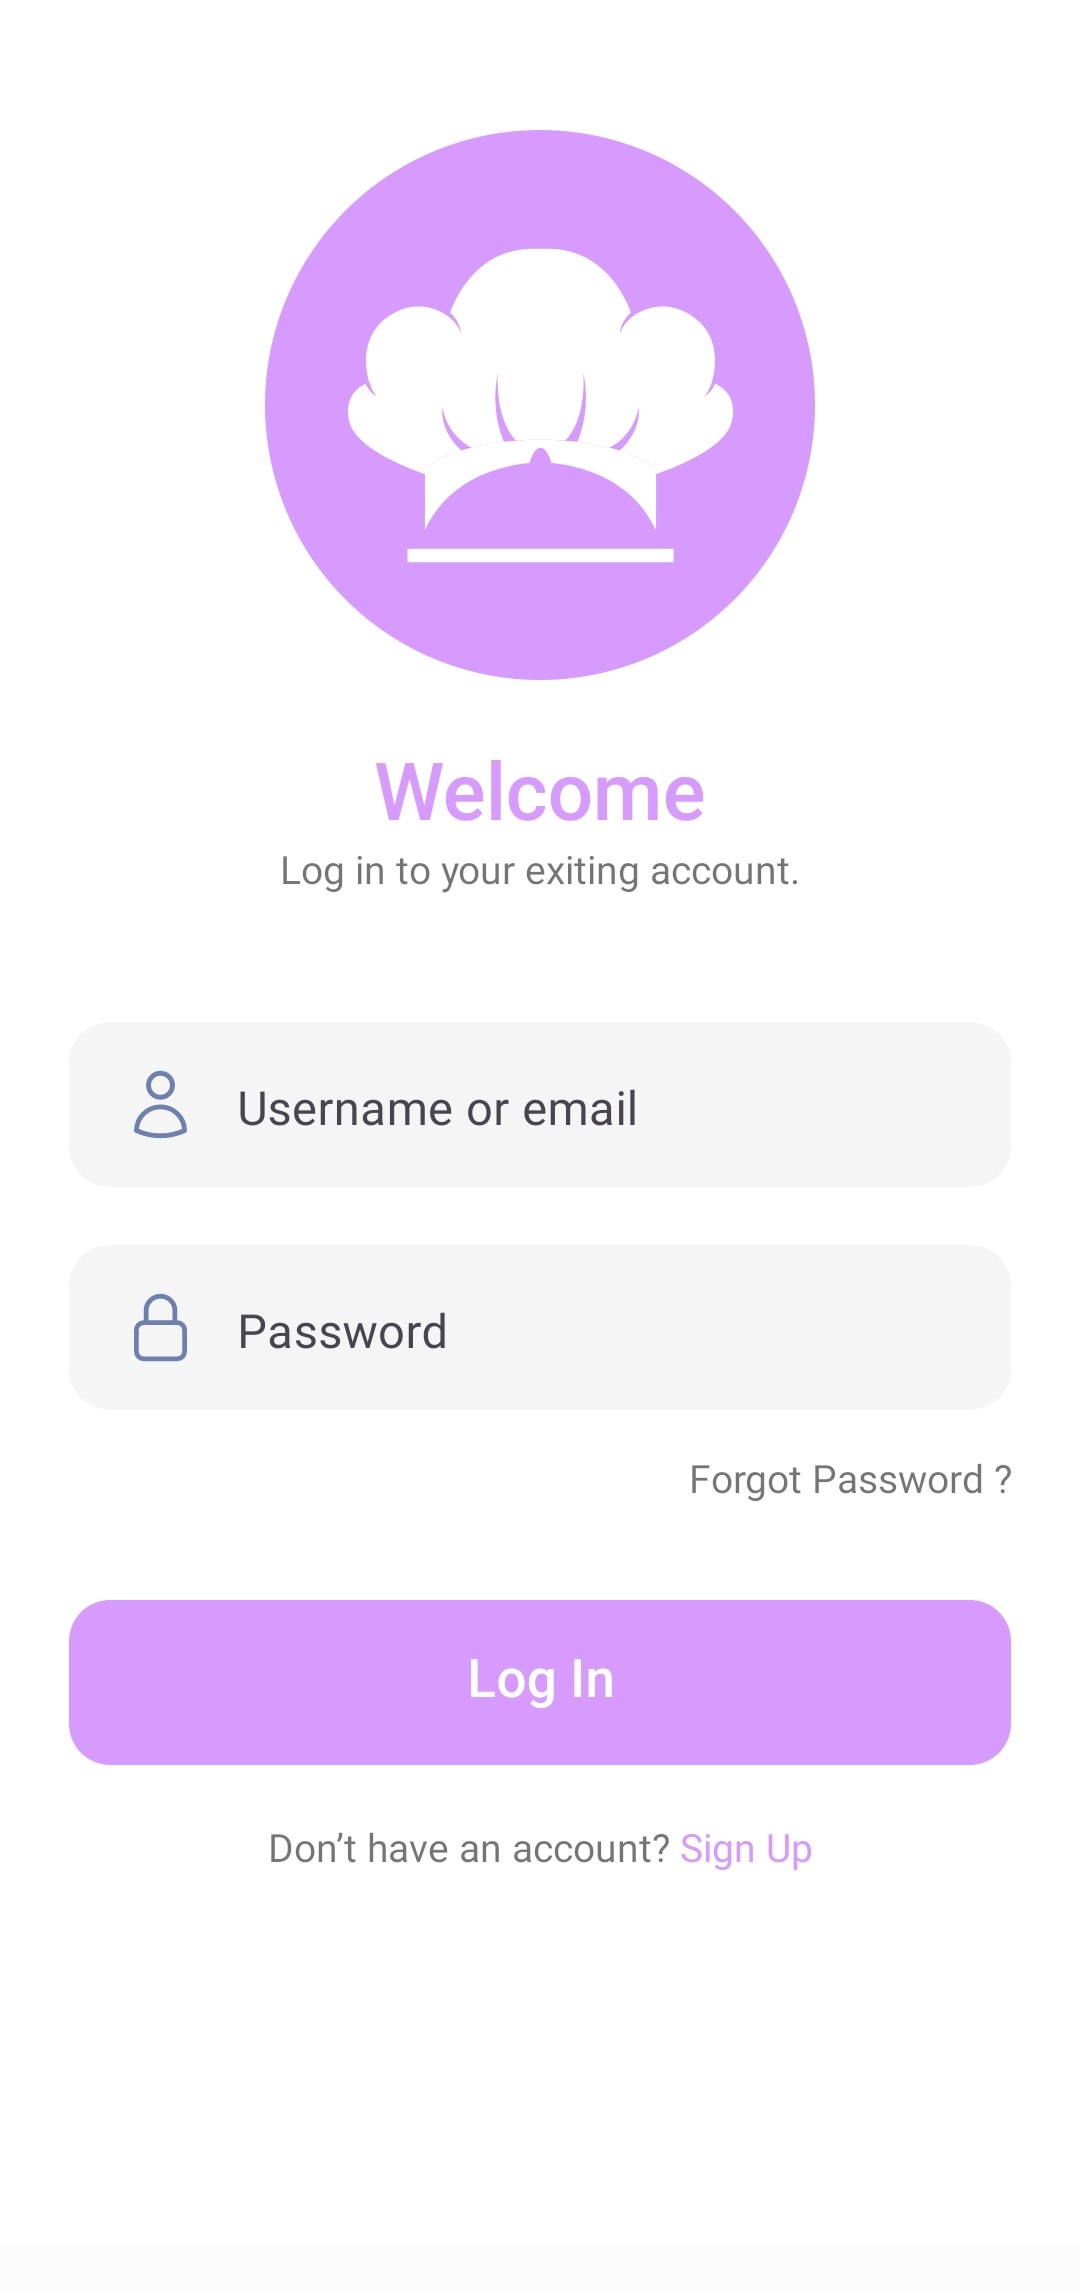 Welcome
Log in to your exiting account.
Username or email
Password
Forgot Password ?
Log In
Don’t have an account? Sign Up